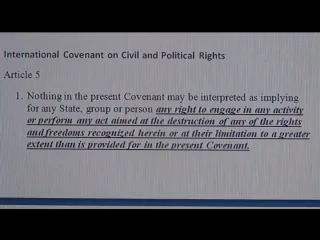 International Covenant on Civil and Political Rights
Article 5
1. Nothing in the present Covenant may be interpreted as implying
for any State, group or person any right to engage in any activity
or perform any act aimed at the destruction of any of the rights
and freedoms recognized herein or at their limitation to a greater
extent than is provided for in the present Covenant.